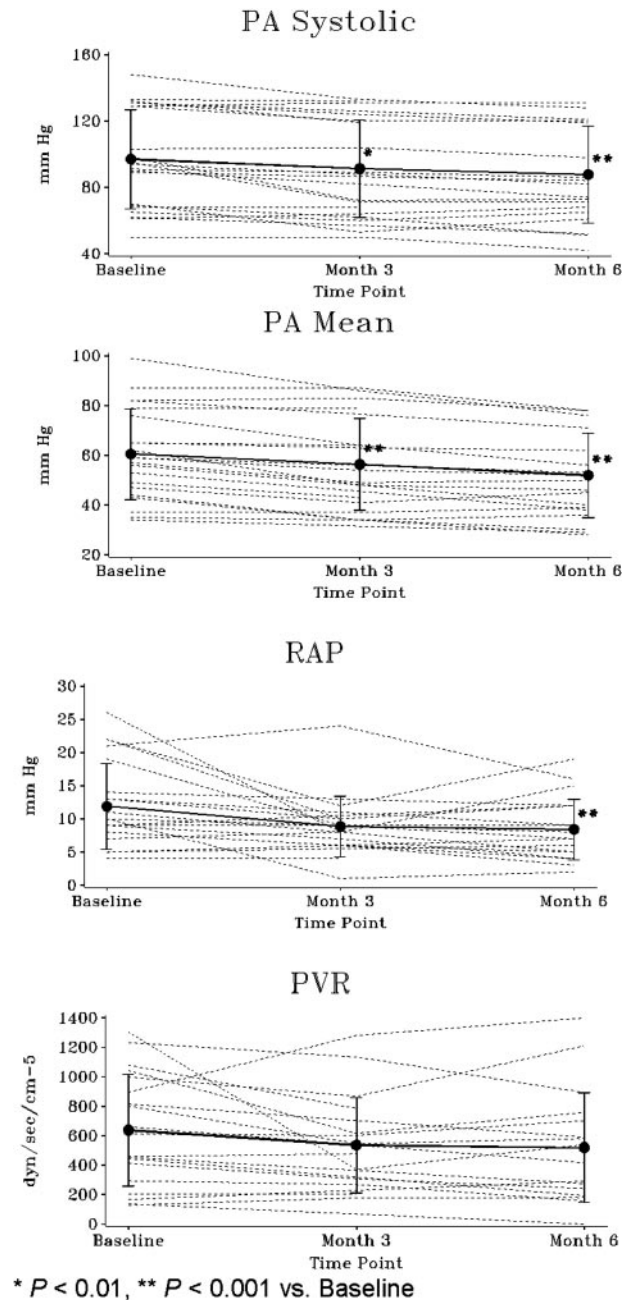 PA Systolic
160
120
80
40
mm Hg
*
**
Baseline Month 3 Month 6
Time Point
PA Mean
100
80
60
40
20
mm Hg
**
**
Baseline Month 3 Month 6
Time Point
RAP
30
25
20
15
10
5
0
mm Hg
**
Baseline Month 3 Month 6
Time Point
PVR
1400
1200
1000
800
600
400
200
0
dyn/sec/cm-5
Baseline Month 3 Month 6
Time Point
* P < 0.01, ** P < 0.001 vs. Baseline